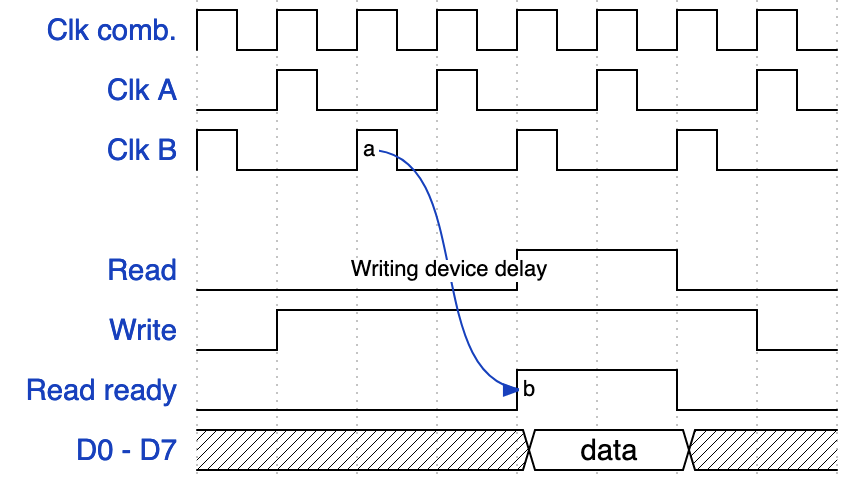 Clk comb.
Clk A
Clk B
a
Read
Writing device delay
Write
Read ready
b
D0 - D7
data